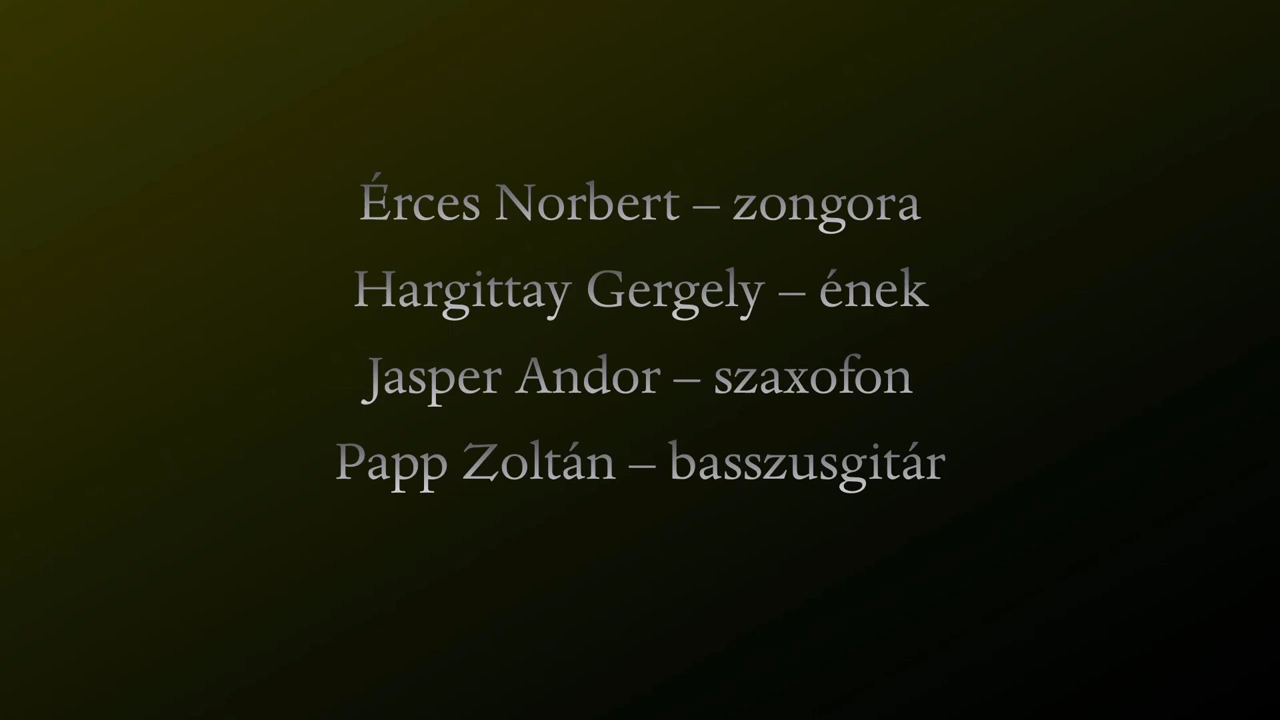 Érces Norbert – zongora
Hargittay Gergely – ének
Jasper Andor – szaxofon
Papp Zoltán – basszusgitár